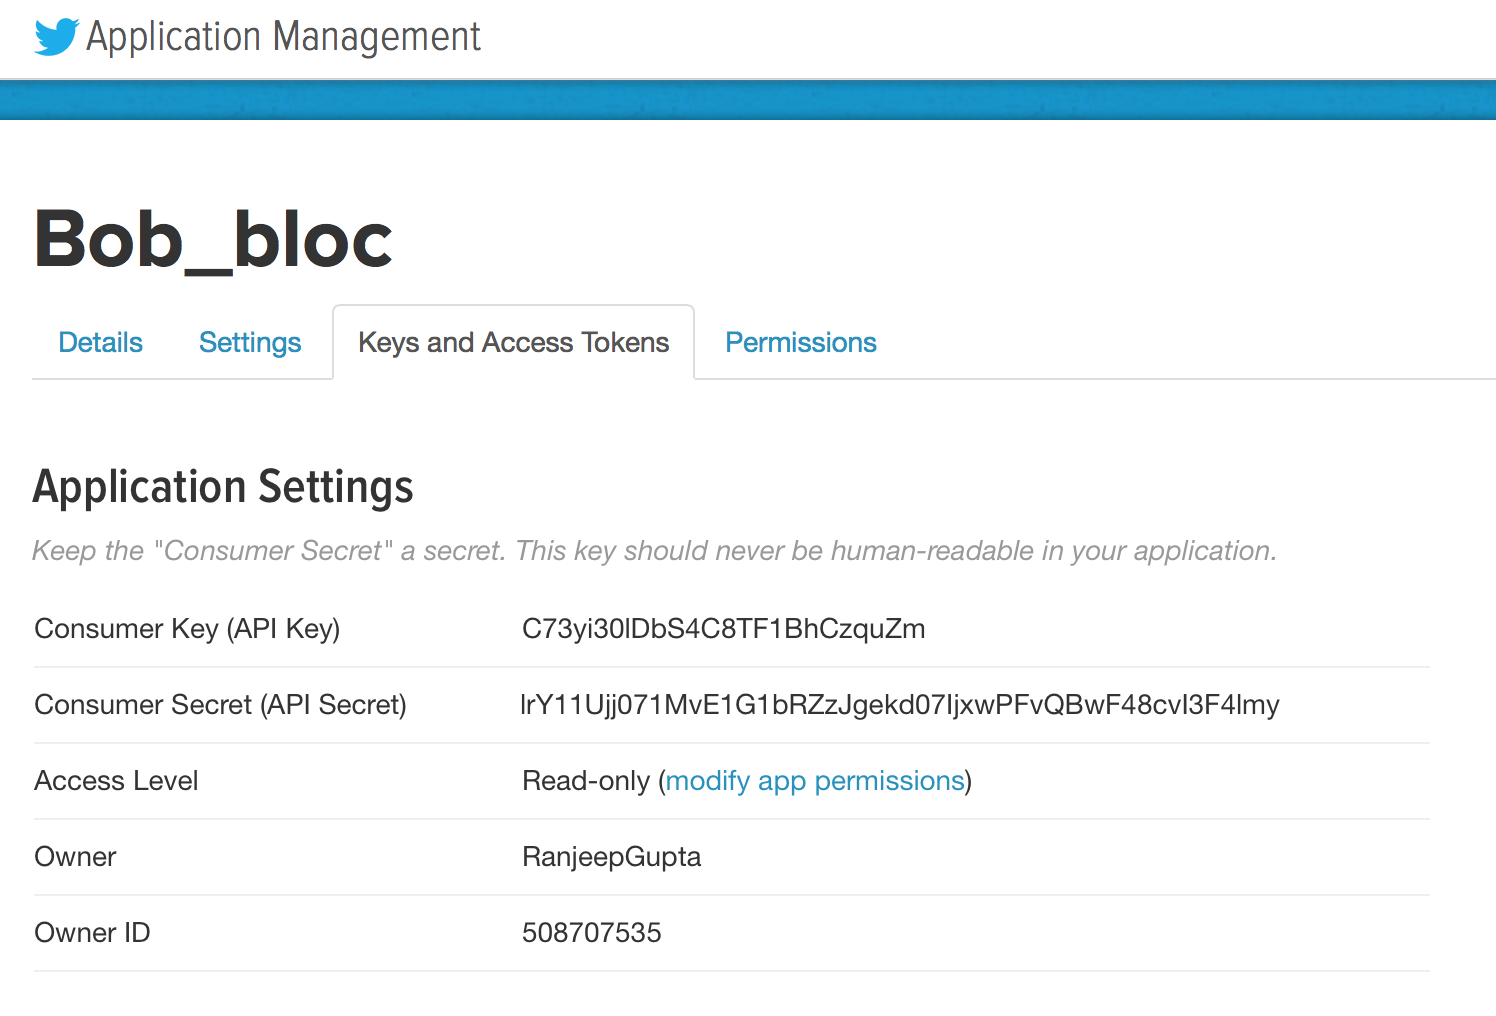 Application Management
Bob_bloc
Details Settings Keys and Access Tokens Permissions
Application Settings
Keep the "Consumer Secret" a secret. This key should never be human-readable in your application.
Consumer Key (API Key) C73yi30lDbS4C8TF1BhCzquZm
Consumer Secret (API Secret) lrY11Ujj071MvE1G1bRZzJgekd07IjxwPFvQBwF48cvI3F4lmy
Access Level Read-only (modify app permissions)
Owner RanjeepGupta
Owner ID 508707535